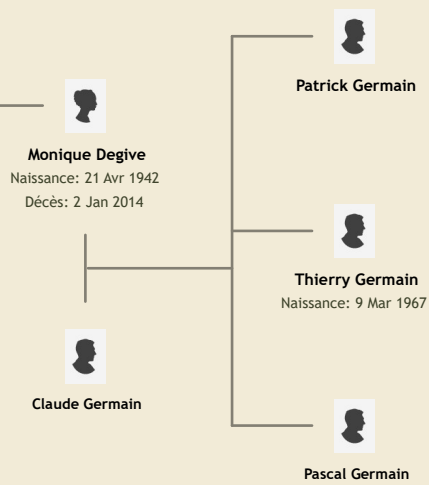 Patrick Germain
Monique Degive
Naissance: 21 Avr 1942
Décès: 2 Jan 2014
Thierry Germain
Naissance: 9 Mar 1967
Claude Germain
Pascal Germain